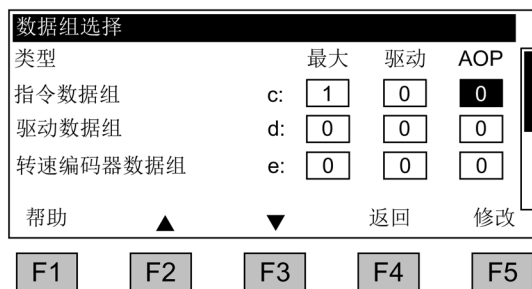 数据组选择
类型 最大 驱动 AOP
指令数据组 c: 1 0 0
驱动数据组 d: 0 0 0
转速编码器数据组 e: 0 0 0
帮助 ▲ ▼ 返回 修改
F1 F2 F3 F4 F5